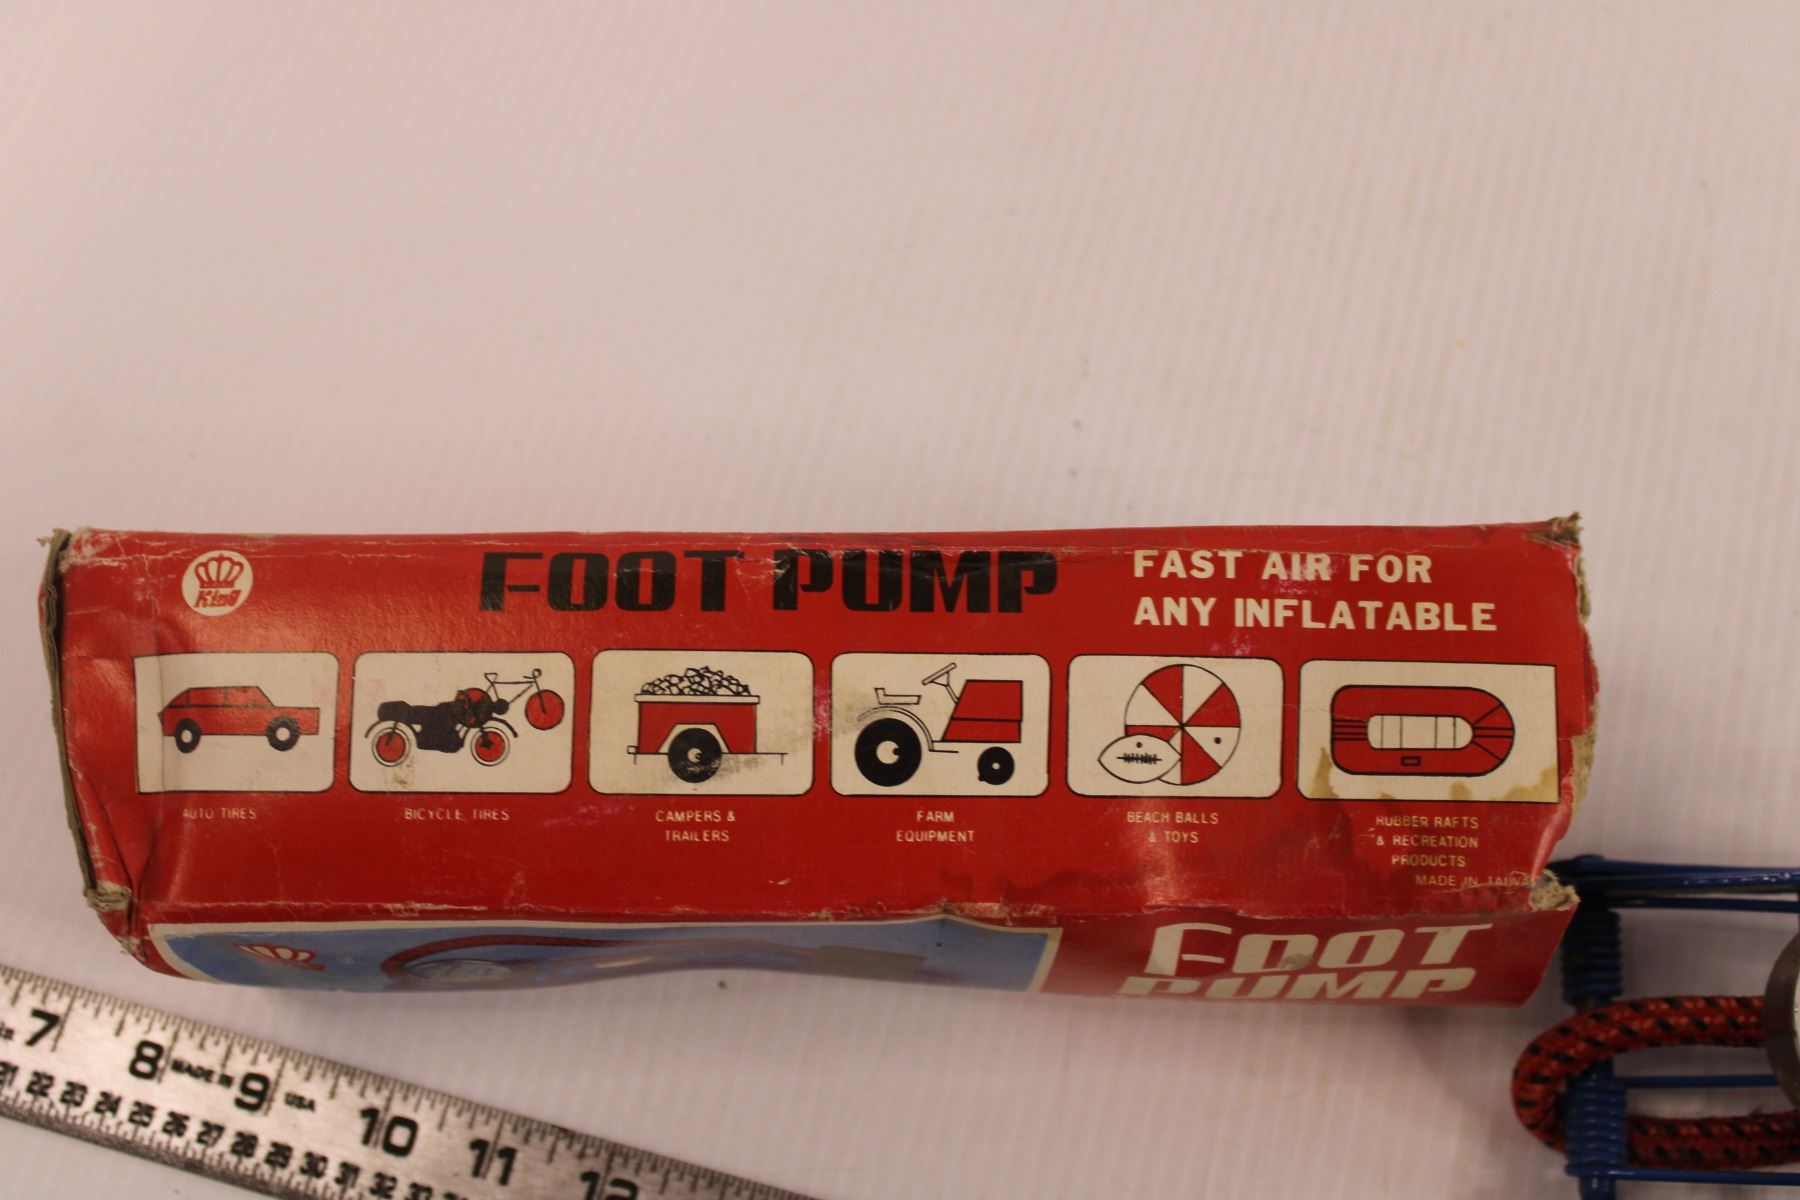 King
FOOT PUMP
FAST AIR FOR
ANY INFLATABLE
AUTO TIRES
BICYCLE TIRES
CAMPERS &
TRAILERS
FARM
EQUIPMENT
BEACH BALLS
& TOYS
RUBBER RAFTS
& RECREATION
PRODUCTS
MADE IN TAIWAN
FOOT
PUMP
7 8 MADE IN 9 USA 10 11 12
21 22 23 24 25 26 27 28 29 30 31 32 33